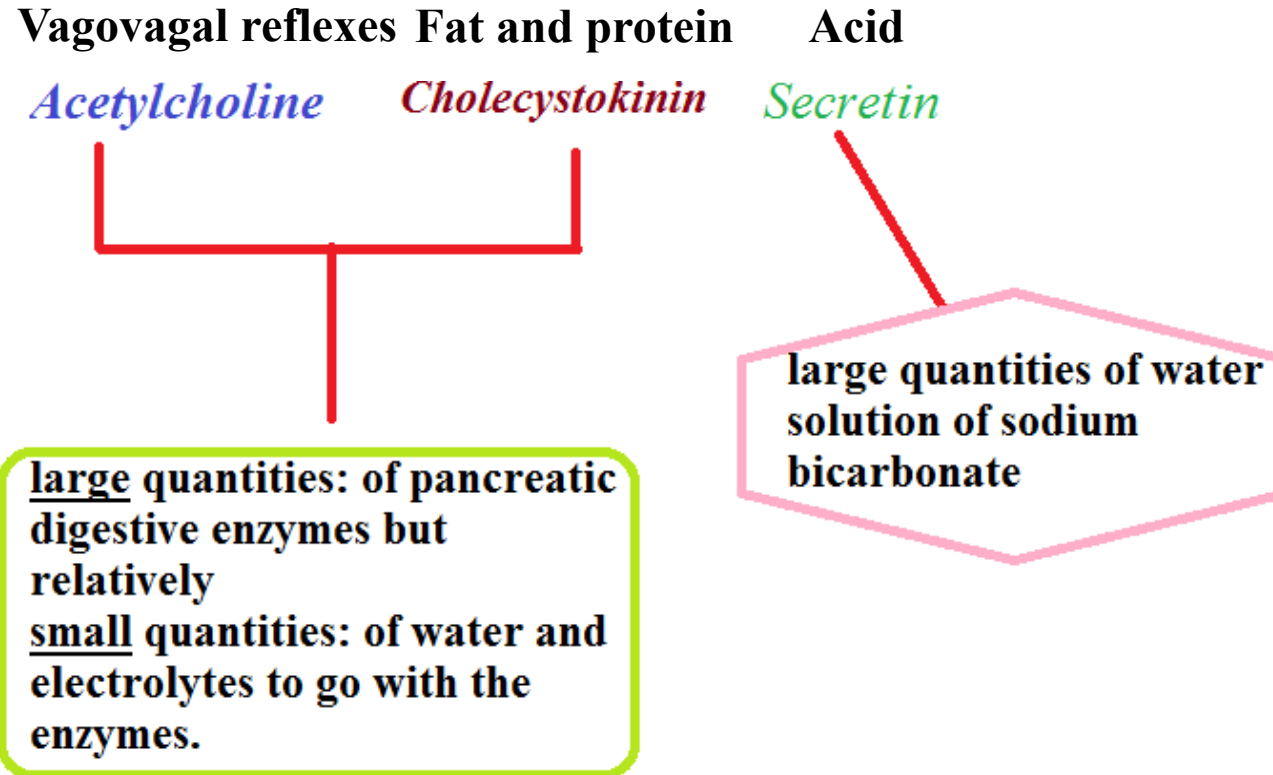 Vagovagal reflexes Fat and protein Acid
Acetylcholine Cholecystokinin Secretin
large quantities of water
solution of sodium
bicarbonate
large quantities: of pancreatic
digestive enzymes but
relatively
small quantities: of water and
electrolytes to go with the
enzymes.